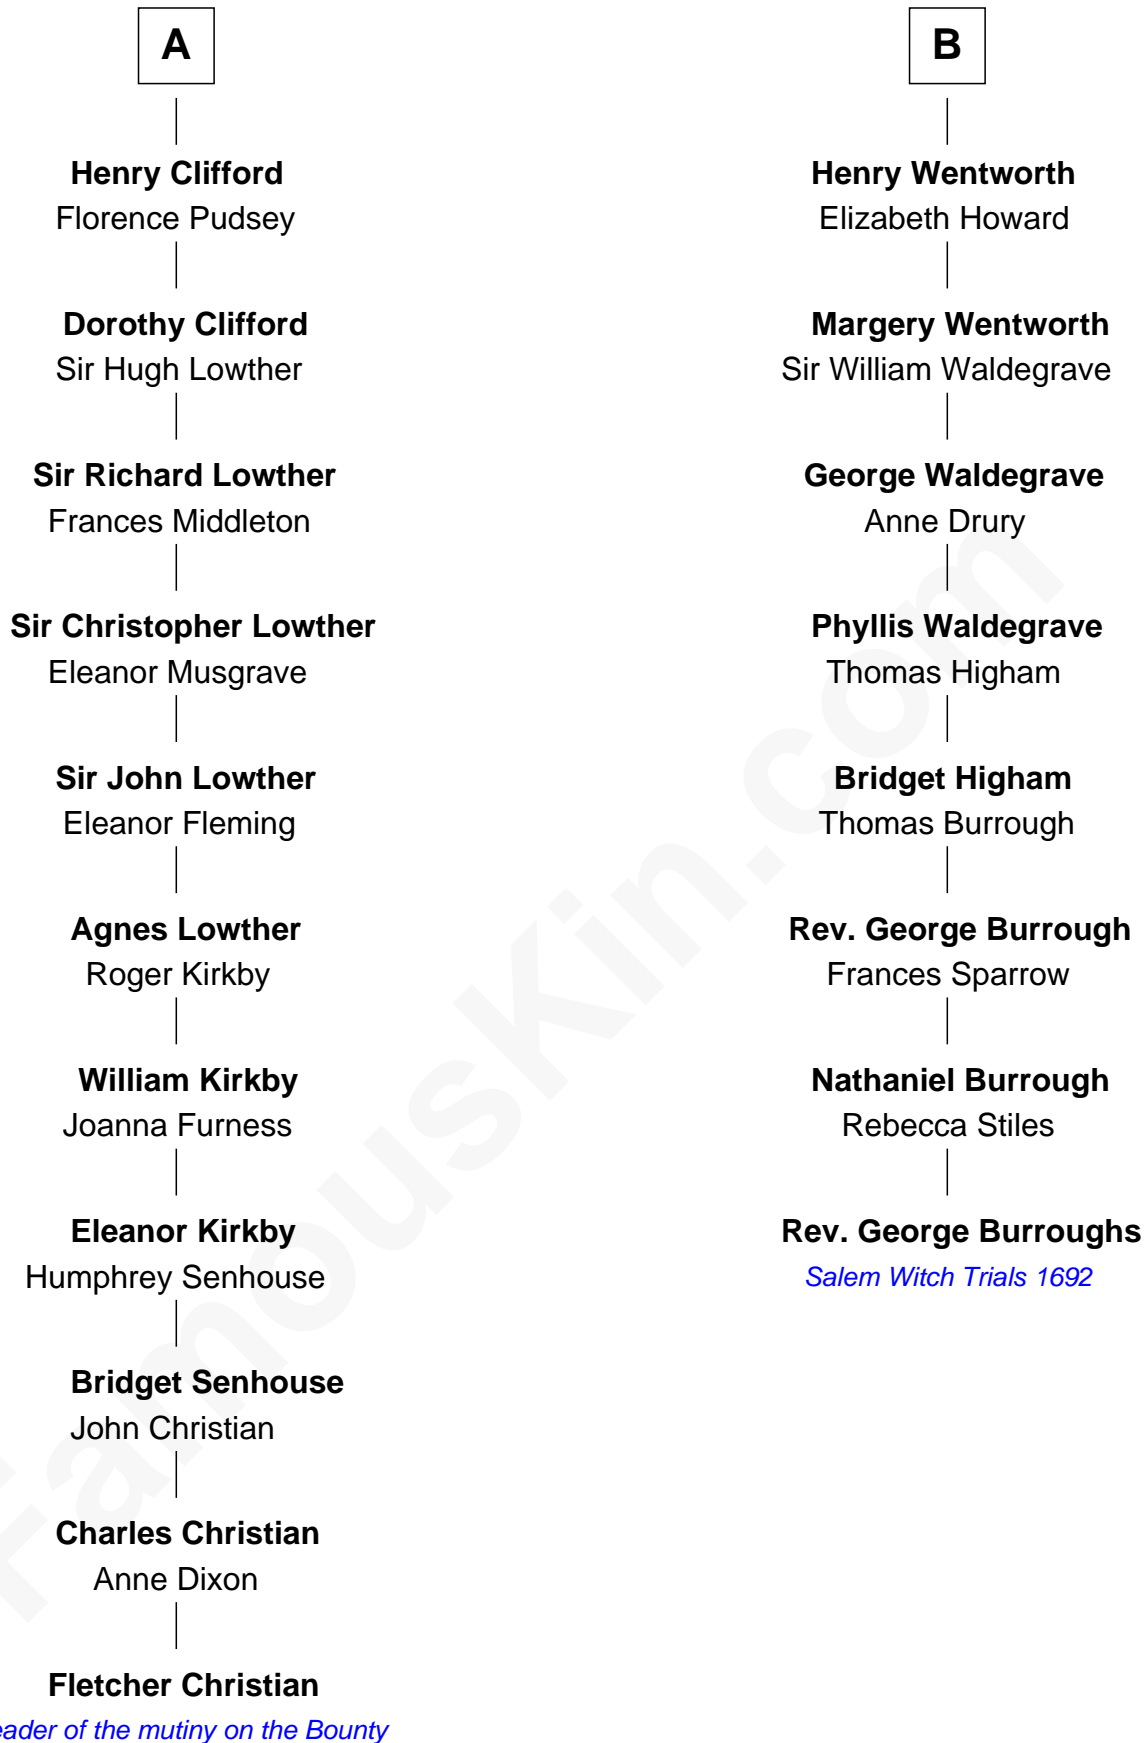 A
Henry Clifford
Florence Pudsey
Dorothy Clifford
Sir Hugh Lowther
Sir Richard Lowther
Frances Middleton
Sir Christopher Lowther
Eleanor Musgrave
Sir John Lowther
Eleanor Fleming
Agnes Lowther
Roger Kirkby
William Kirkby
Joanna Furness
Eleanor Kirkby
Humphrey Senhouse
Bridget Senhouse
John Christian
Charles Christian
Anne Dixon
Fletcher Christian
eader of the mutiny on the Bounty
B
Henry Wentworth
Elizabeth Howard
Margery Wentworth
Sir William Waldegrave
George Waldegrave
Anne Drury
Phyllis Waldegrave
Thomas Higham
Bridget Higham
Thomas Burrough
Rev. George Burrough
Frances Sparrow
Nathaniel Burrough
Rebecca Stiles
Rev. George Burroughs
Salem Witch Trials 1692
FamousKin.com